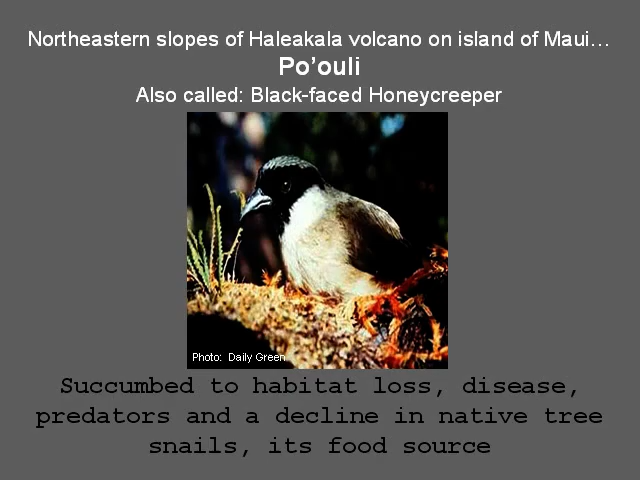 Northeastern slopes of Haleakala volcano on island of Maui…
Po’ouli
Also called: Black-faced Honeycreeper
Photo: Daily Green
Succumbed to habitat loss, disease,
predators and a decline in native tree
snails, its food source